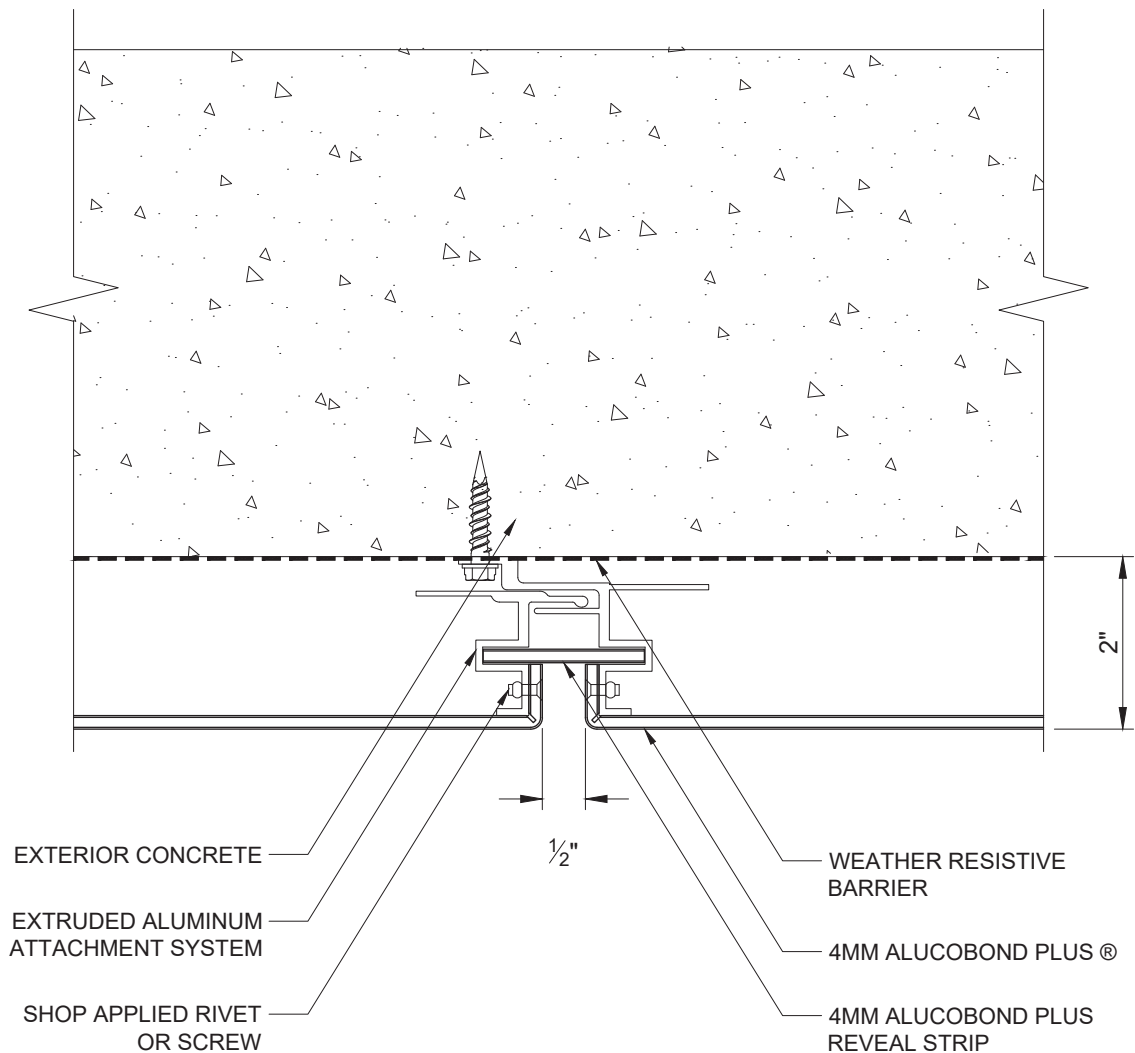 2"
½"
EXTERIOR CONCRETE
EXTRUDED ALUMINUM
ATTACHMENT SYSTEM
SHOP APPLIED RIVET
OR SCREW
WEATHER RESISTIVE
BARRIER
4MM ALUCOBOND PLUS ®
4MM ALUCOBOND PLUS
REVEAL STRIP